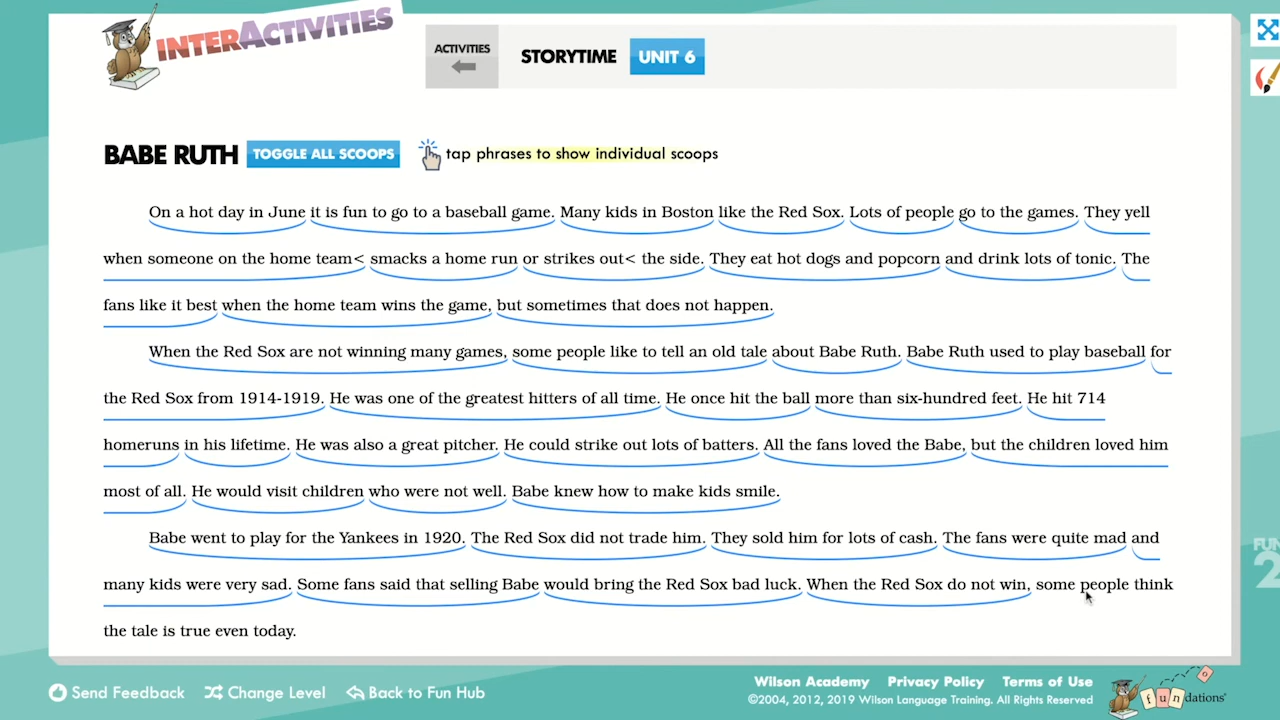 INTERACTIVITIES
ACTIVITIES
STORYTIME UNIT 6
BABE RUTH TOGGLE ALL SCOOPS tap phrases to show individual scoops
On a hot day in June it is fun to go to a baseball game. Many kids in Boston like the Red Sox. Lots of people go to the games. They yell
when someone on the home team< smacks a home run or strikes out< the side. They eat hot dogs and popcorn and drink lots of tonic. The
fans like it best when the home team wins the game, but sometimes that does not happen.
When the Red Sox are not winning many games, some people like to tell an old tale about Babe Ruth. Babe Ruth used to play baseball for
the Red Sox from 1914-1919. He was one of the greatest hitters of all time. He once hit the ball more than six-hundred feet. He hit 714
homeruns in his lifetime. He was also a great pitcher. He could strike out lots of batters. All the fans loved the Babe, but the children loved him
most of all. He would visit children who were not well. Babe knew how to make kids smile.
Babe went to play for the Yankees in 1920. The Red Sox did not trade him. They sold him for lots of cash. The fans were quite mad and
many kids were very sad. Some fans said that selling Babe would bring the Red Sox bad luck. When the Red Sox do not win, some people think
the tale is true even today.
FUN
2
Send Feedback Change Level Back to Fun Hub
Wilson Academy Privacy Policy Terms of Use
©2004, 2012, 2019 Wilson Language Training. All Rights Reserved
fundations®